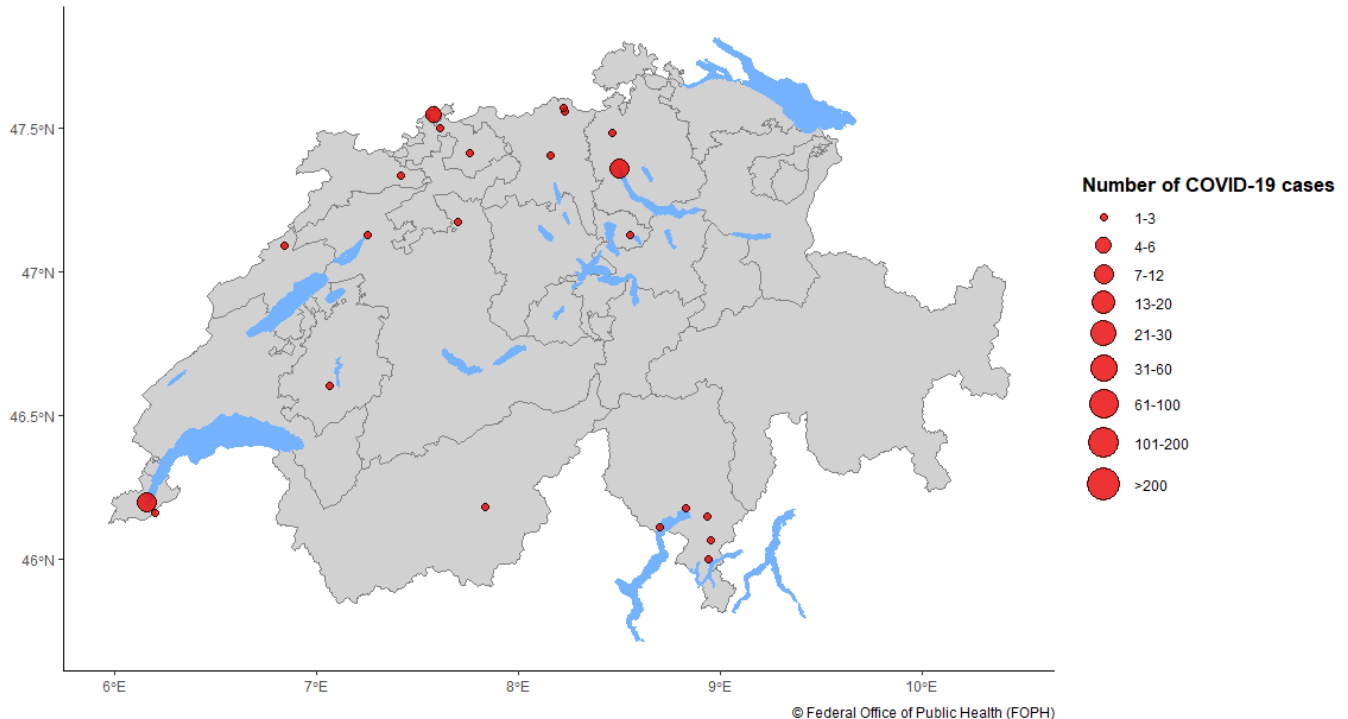 47.5°N
47°N
46.5°N
46°N
6°E
7°E
8°E
9°E
10°E
Number of COVID-19 cases
1-3
4-6
7-12
13-20
21-30
31-60
61-100
101-200
>200
© Federal Office of Public Health (FOPH)